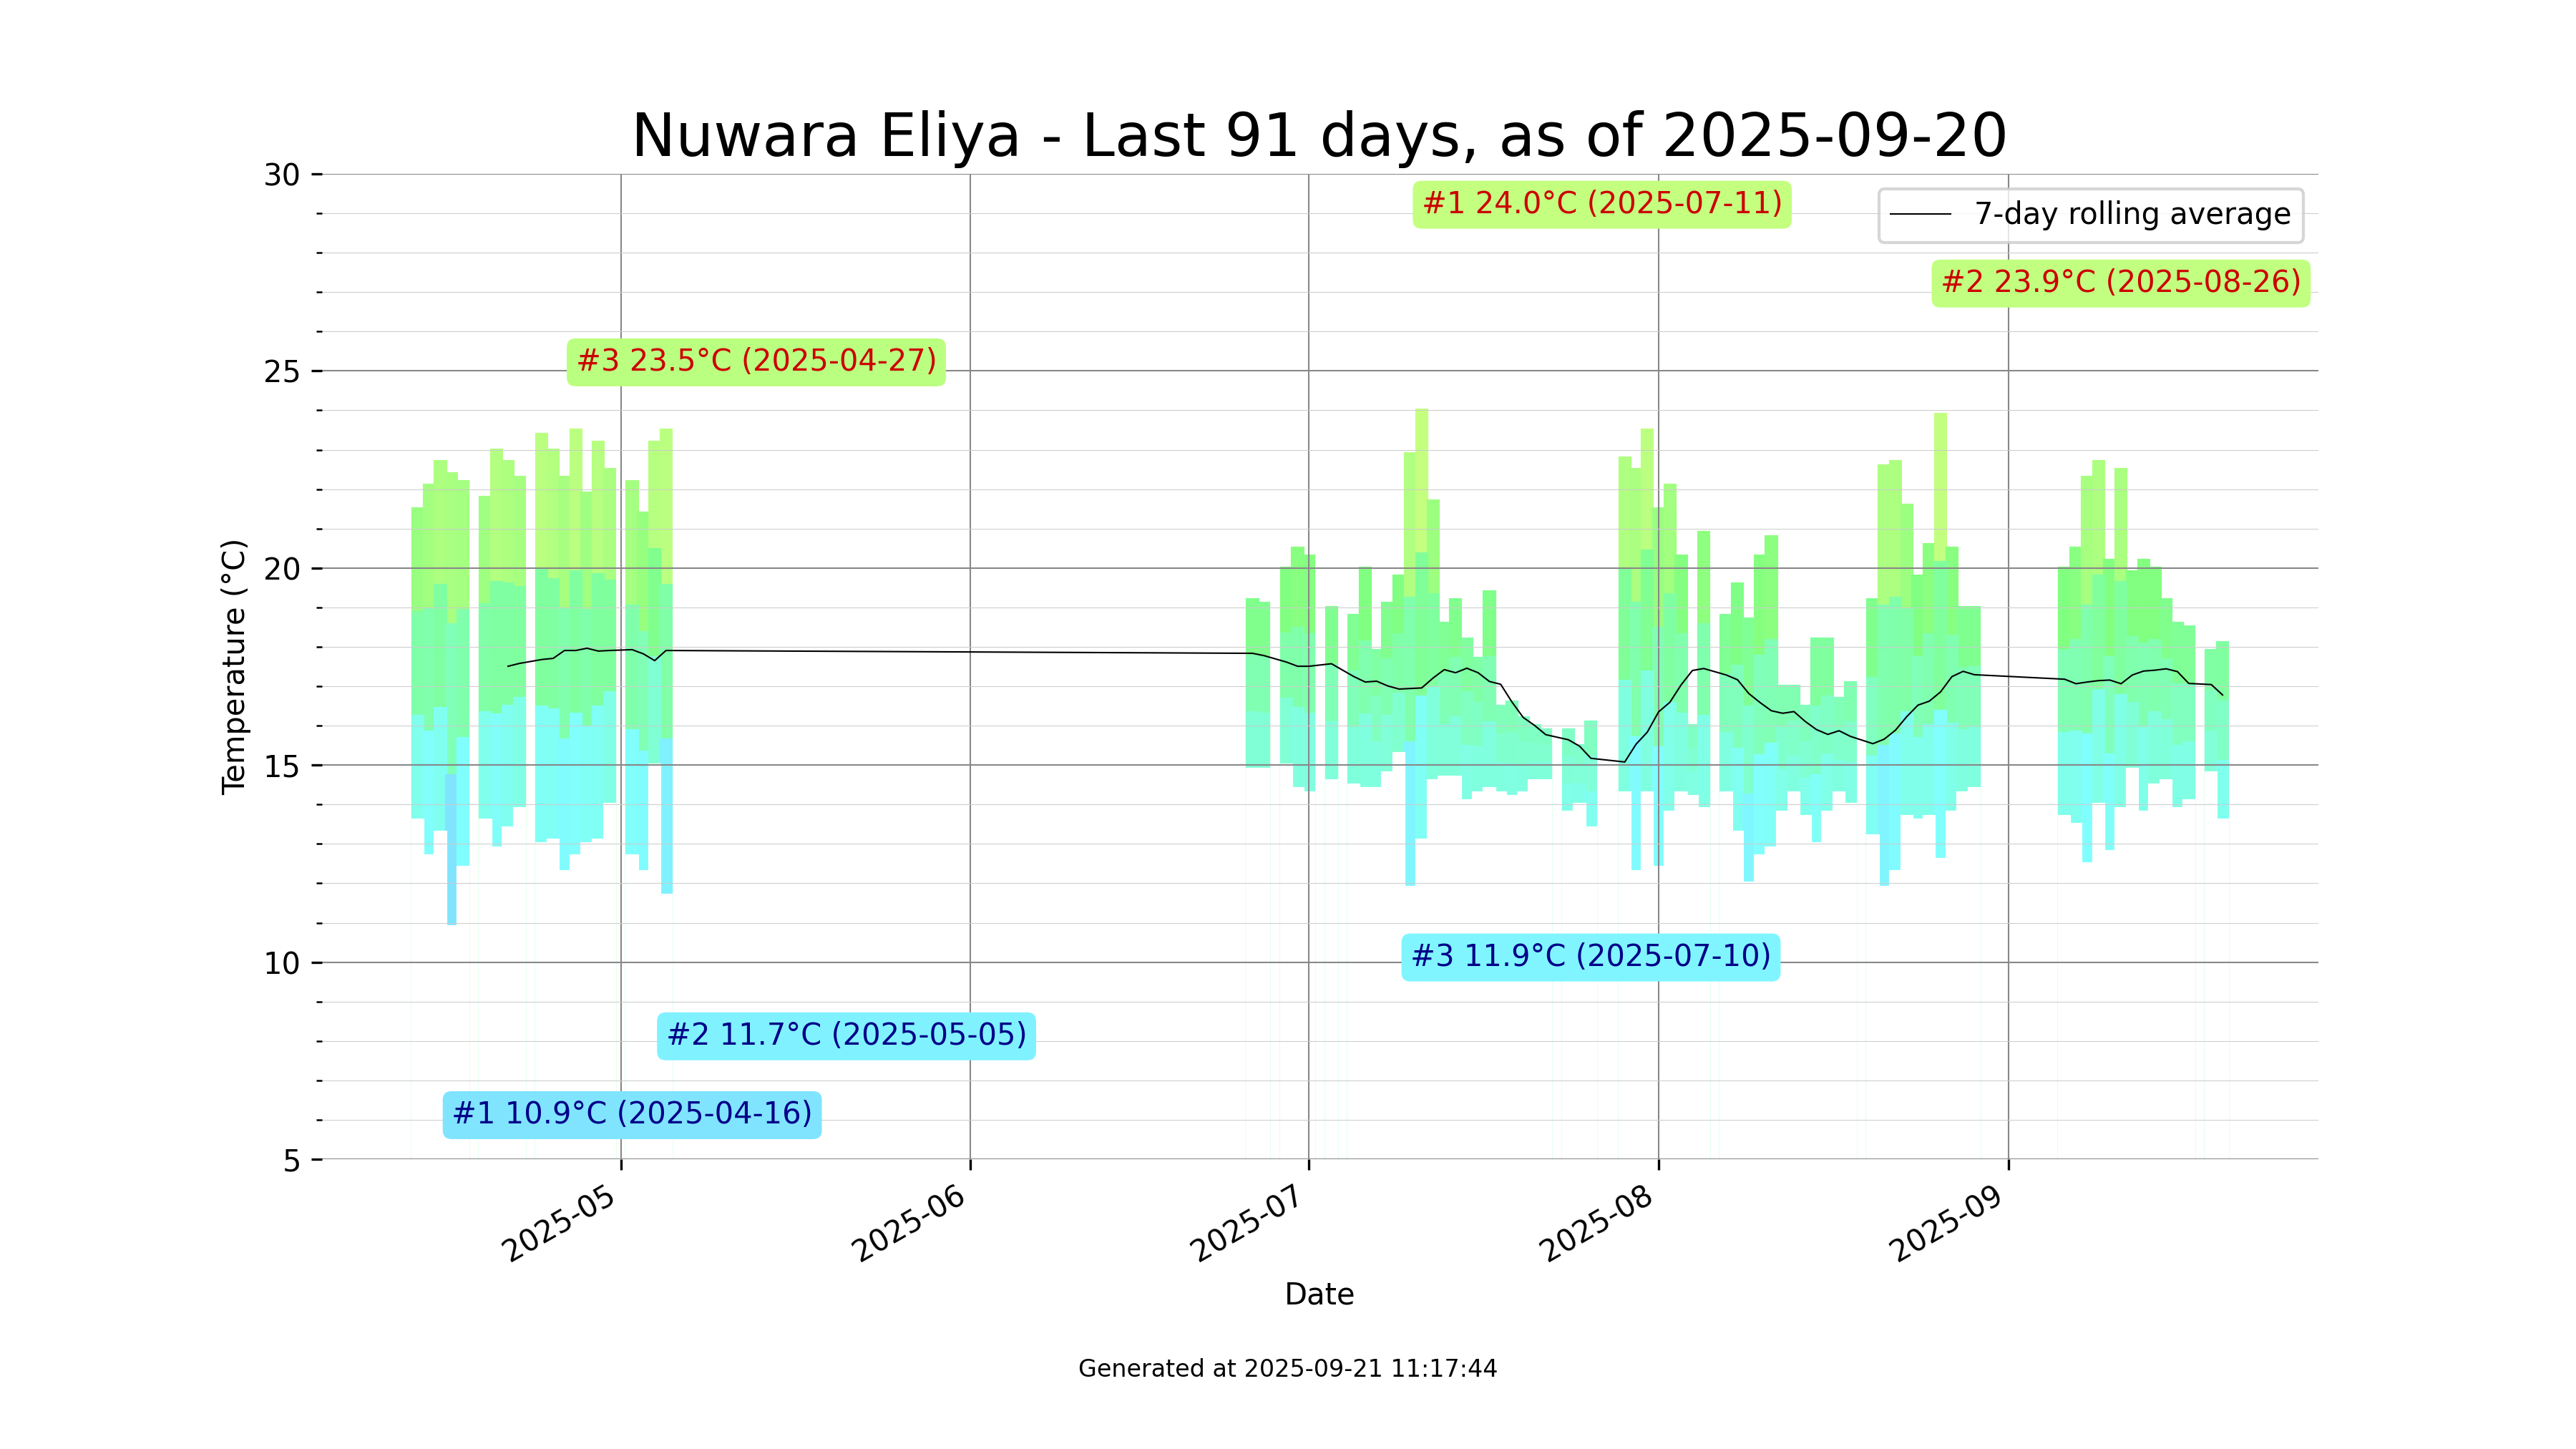 Nuwara Eliya - Last 91 days, as of 2025-09-20
30
25
20
15
10
5
Temperature (°C)
#1 24.0°C (2025-07-11)
7-day rolling average
#2 23.9°C (2025-08-26)
#3 23.5°C (2025-04-27)
#3 11.9°C (2025-07-10)
#2 11.7°C (2025-05-05)
#1 10.9°C (2025-04-16)
2025-05
2025-06
2025-07
2025-08
2025-09
Date
Generated at 2025-09-21 11:17:44